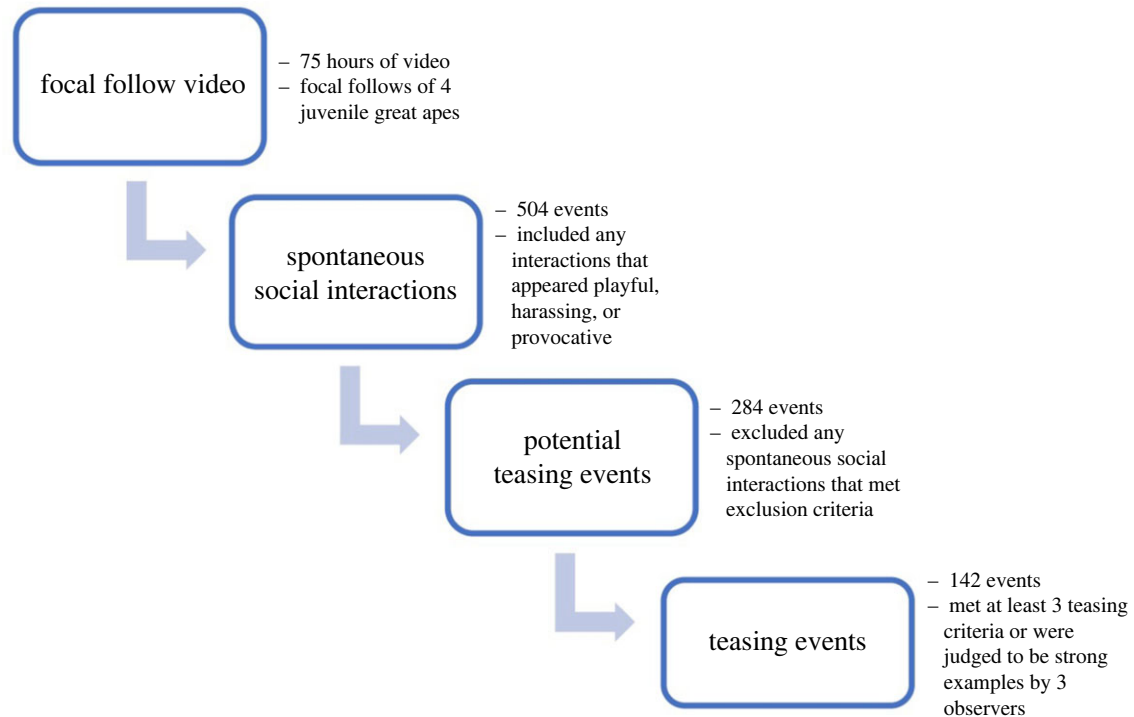 focal follow video
– 75 hours of video
– focal follows of 4
juvenile great apes
spontaneous
social interactions
– 504 events
– included any
interactions that
appeared playful,
harassing, or
provocative
potential
teasing events
– 284 events
– excluded any
spontaneous social
interactions that met
exclusion criteria
teasing events
– 142 events
– met at least 3 teasing
criteria or were
judged to be strong
examples by 3
observers